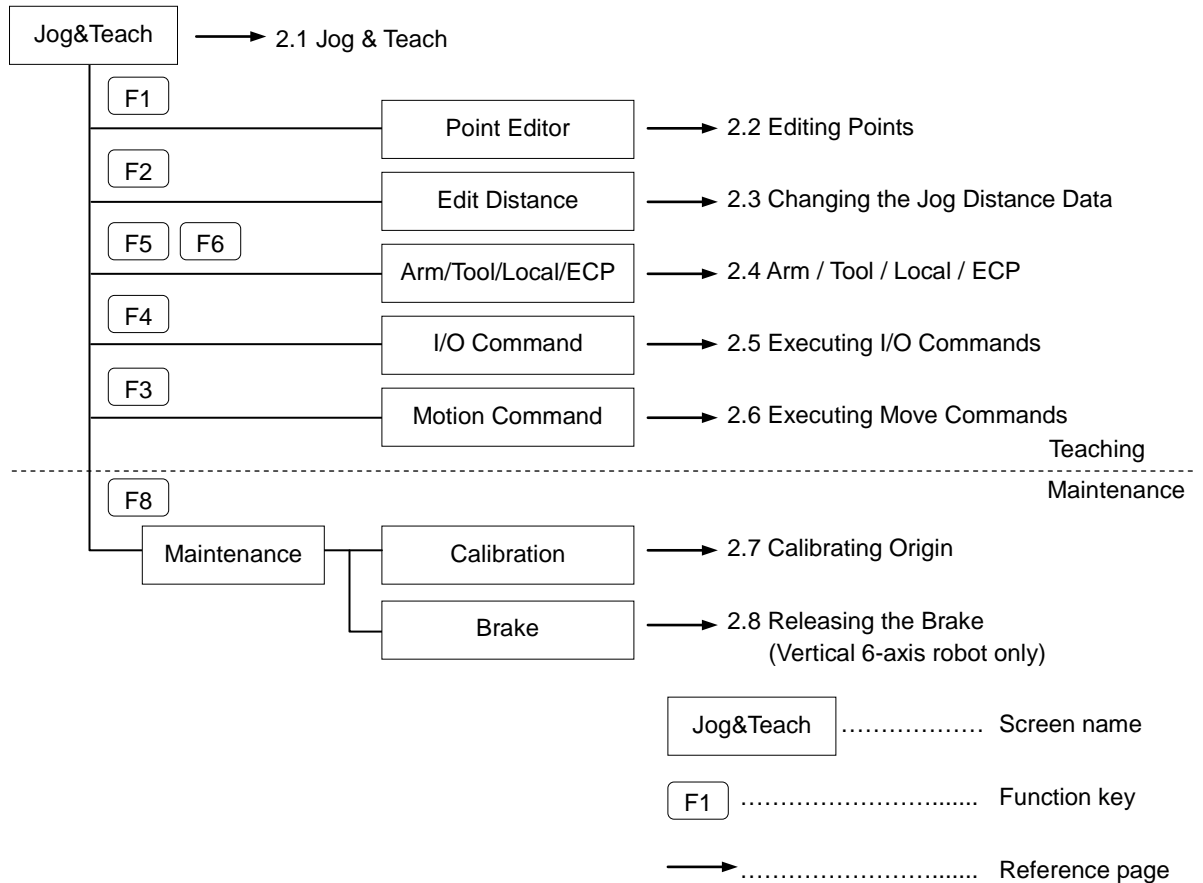 Jog&Teach
2.1 Jog & Teach
F1
Point Editor
2.2 Editing Points
F2
Edit Distance
2.3 Changing the Jog Distance Data
F5 F6
Arm/Tool/Local/ECP
2.4 Arm / Tool / Local / ECP
F4
I/O Command
2.5 Executing I/O Commands
F3
Motion Command
2.6 Executing Move Commands
Teaching
Maintenance
F8
Maintenance
Calibration
2.7 Calibrating Origin
Brake
2.8 Releasing the Brake
(Vertical 6-axis robot only)
Jog&Teach ……………… Screen name
F1 ……………………....... Function key
……………………....... Reference page